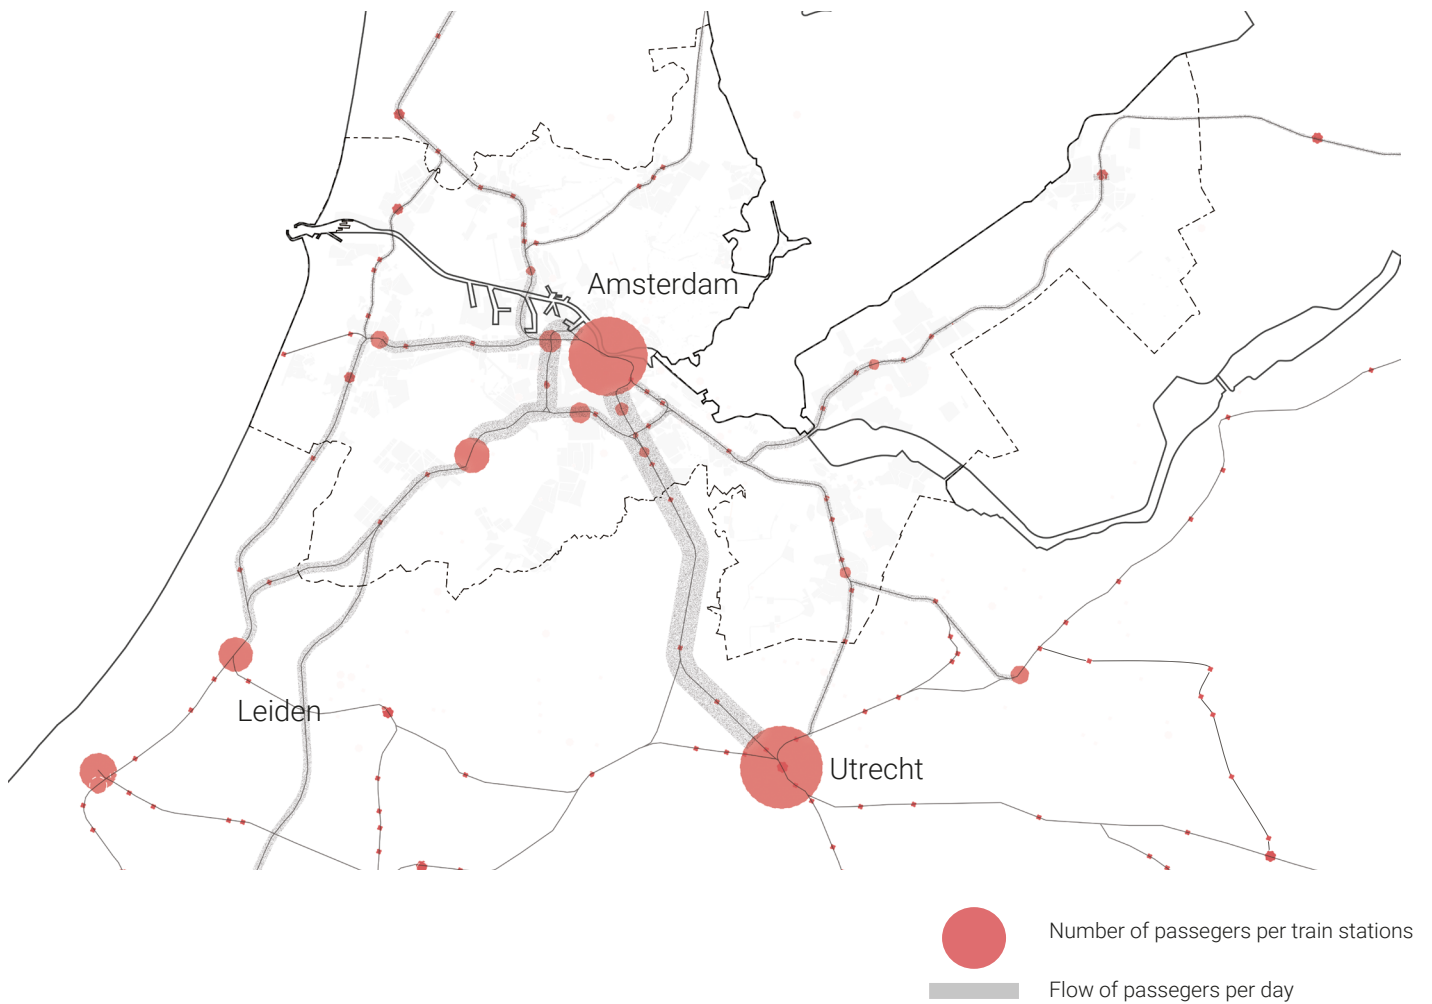 Amsterdam
Leiden
Utrecht
Number of passegers per train stations
Flow of passegers per day